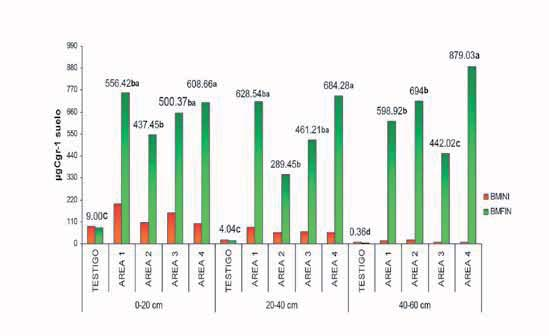 990
880
770
660
550
440
330
220
110
0
µgCgr-1 suelo
9.00c
556.42ba
437.45b
500.37ba
608.66a
4.04c
628.54ba
289.45b
461.21ba
684.28a
0.36d
598.92b
694b
442.02c
879.03a
BMINI
BMFIN
TESTIGO
AREA 1
AREA 2
AREA 3
AREA 4
TESTIGO
AREA 1
AREA 2
AREA 3
AREA 4
TESTIGO
AREA 1
AREA 2
AREA 3
AREA 4
0-20 cm
20-40 cm
40-60 cm